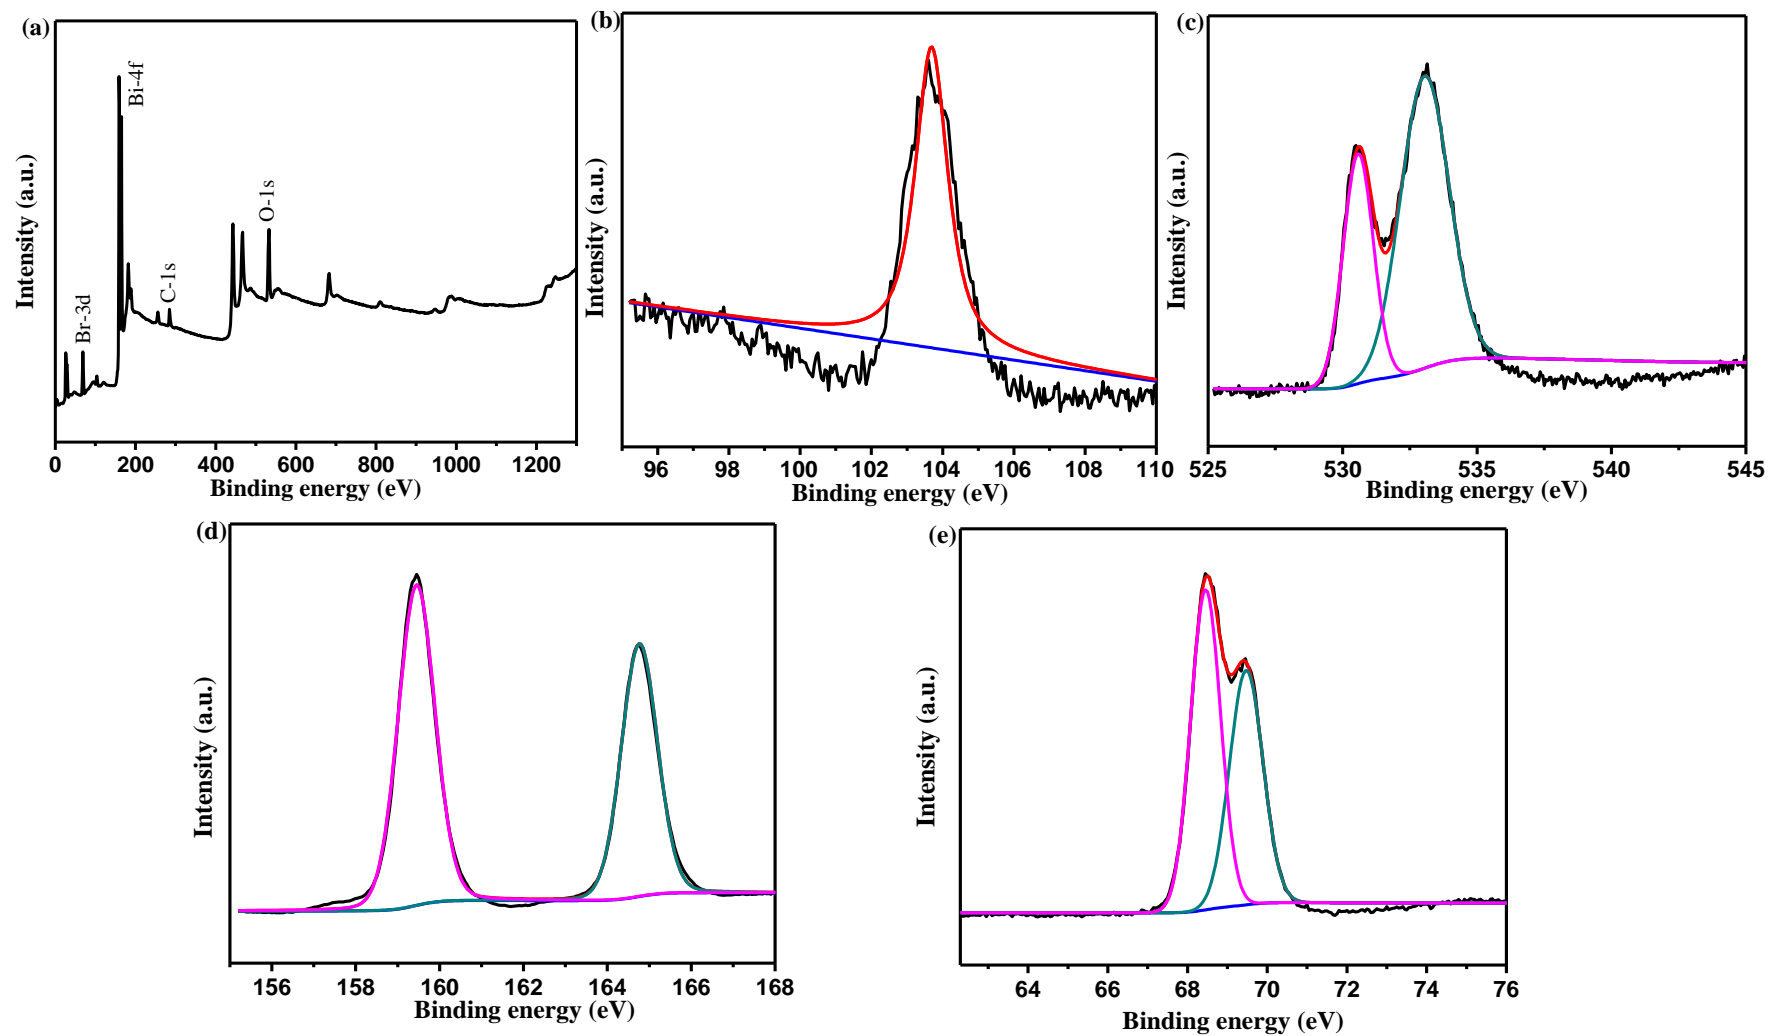 (a)
Intensity (a.u.)
Br-3d
Bi-4f
C-1s
O-1s
0 200 400 600 800 1000 1200
Binding energy (eV)
(b)
Intensity (a.u.)
96 98 100 102 104 106 108 110
Binding energy (eV)
(c)
Intensity (a.u.)
525 530 535 540 545
Binding energy (eV)
(d)
Intensity (a.u.)
156 158 160 162 164 166 168
Binding energy (eV)
(e)
Intensity (a.u.)
64 66 68 70 72 74 76
Binding energy (eV)